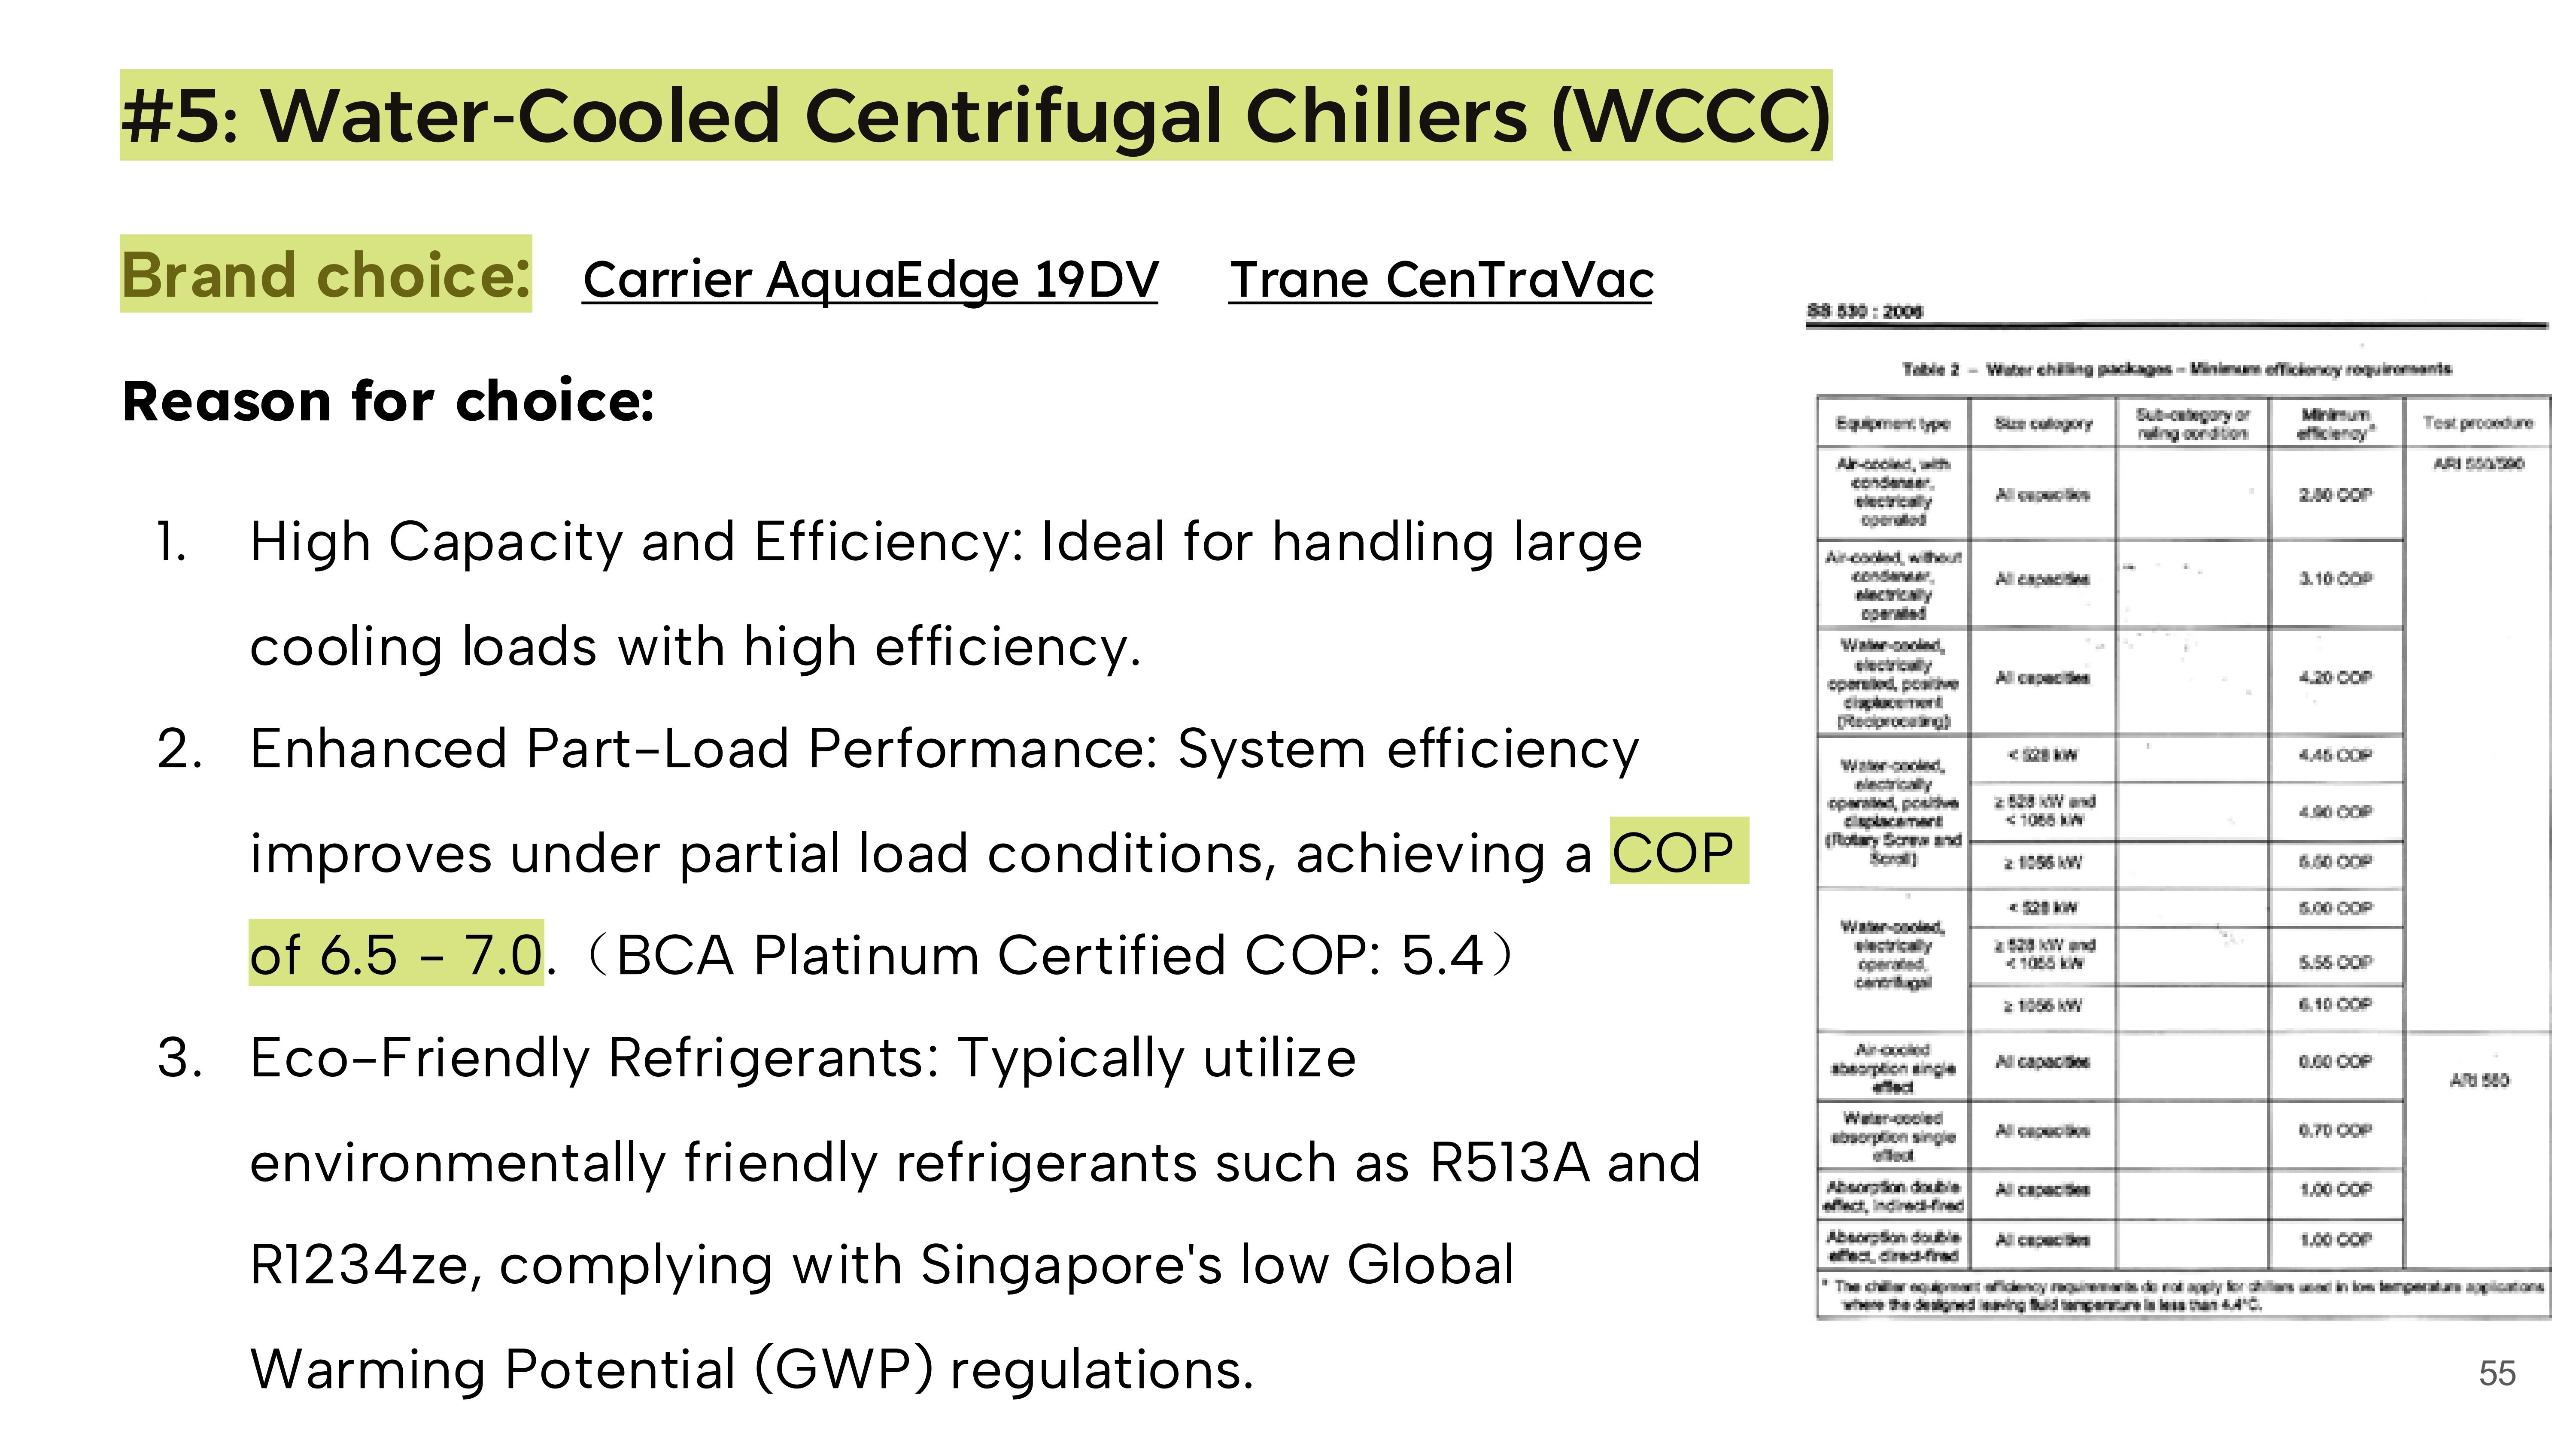 #5: Water-Cooled Centrifugal Chillers (WCCC)
Brand choice: Carrier AquaEdge 19DV Trane CenTraVac
Reason for choice:
1. High Capacity and Efficiency: Ideal for handling large
cooling loads with high efficiency.
2. Enhanced Part-Load Performance: System efficiency
improves under partial load conditions, achieving a COP
of 6.5 - 7.0.（BCA Platinum Certified COP: 5.4）
3. Eco-Friendly Refrigerants: Typically utilize
environmentally friendly refrigerants such as R513A and
R1234ze, complying with Singapore's low Global
Warming Potential (GWP) regulations.
SS 530 : 2006
Table 2 – Water chilling packages – Minimum efficiency requirements
Equipment type
Size category
Sub-category or
rating condition
Minimum
efficiency a
Test procedure
Air-cooled, with
condenser,
electrically
operated
All capacities
2.80 COP
ARI 550/590
Air-cooled, without
condenser,
electrically
operated
All capacities
3.10 COP
Water-cooled,
electrically
operated, positive
displacement
(Reciprocating)
All capacities
4.20 COP
Water-cooled,
electrically
operated, positive
displacement
(Rotary Screw and
Scroll)
< 528 kW
4.45 COP
≥ 528 kW and
< 1055 kW
4.90 COP
≥ 1055 kW
5.50 COP
Water-cooled,
electrically
operated,
centrifugal
< 528 kW
5.00 COP
≥ 528 kW and
< 1055 kW
5.55 COP
≥ 1055 kW
6.10 COP
Air-cooled
absorption single
effect
All capacities
0.60 COP
ARI 560
Water-cooled
absorption single
effect
All capacities
0.70 COP
Absorption double
effect, indirect-fired
All capacities
1.00 COP
Absorption double
effect, direct-fired
All capacities
1.00 COP
a The chiller equipment efficiency requirements do not apply for chillers used in low temperature applications
where the designed leaving fluid temperature is less than 4.4°C.
55